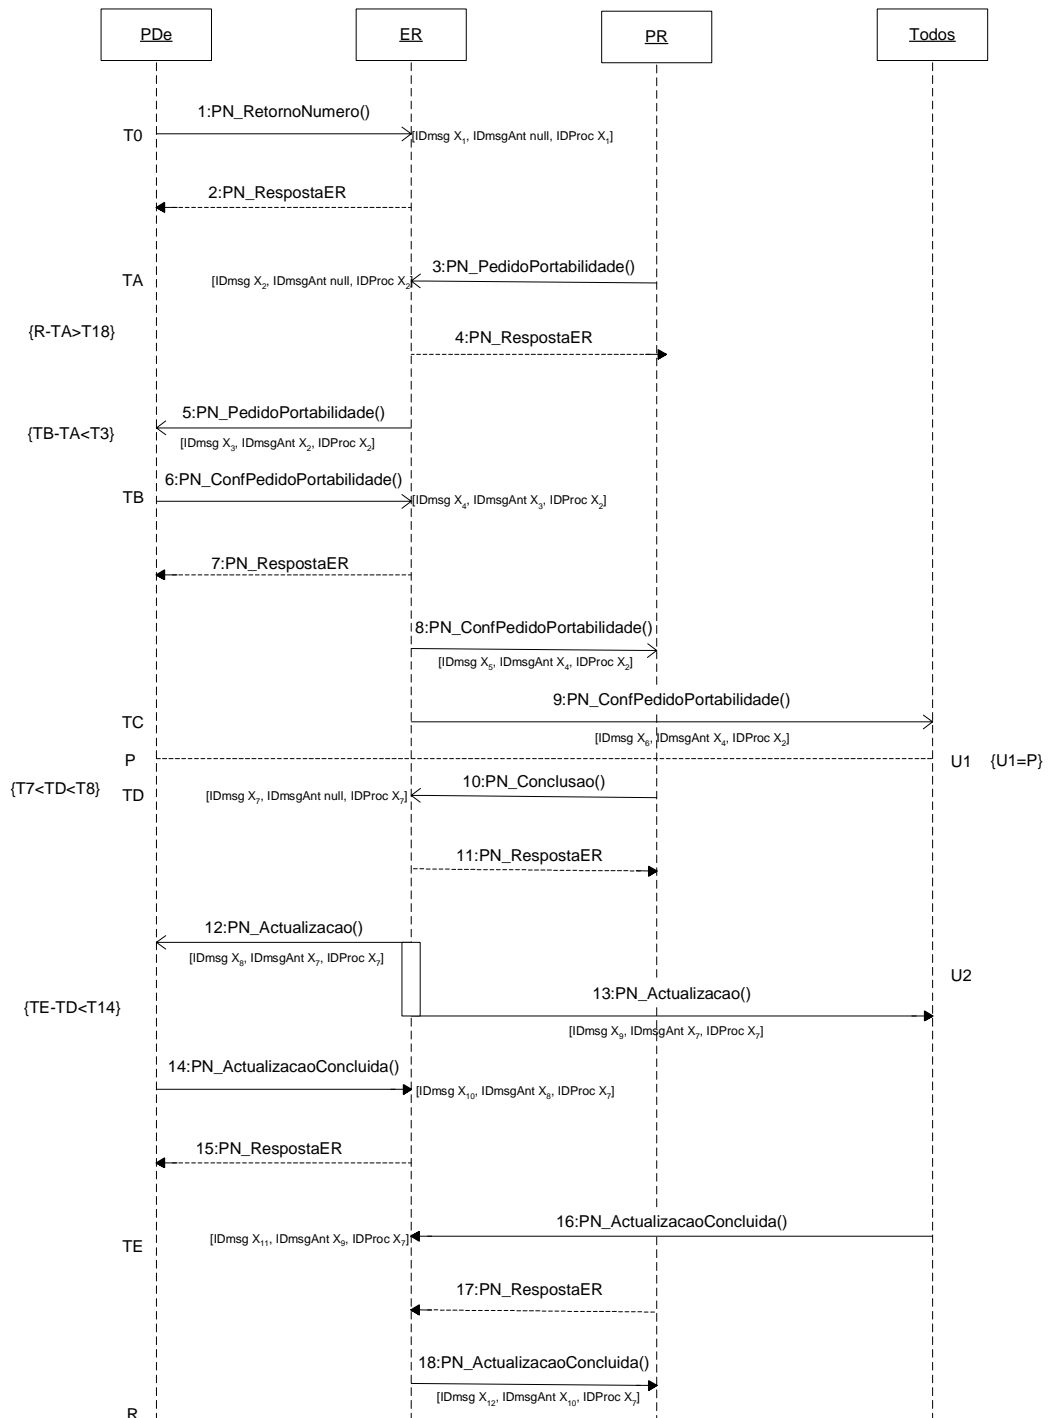 PDe
ER
PR
Todos
1:PN_RetornoNumero()
T0
[IDmsg X1, IDmsgAnt null, IDProc X1]
2:PN_RespostaER
3:PN_PedidoPortabilidade()
TA
[IDmsg X2, IDmsgAnt null, IDProc X2]
{R-TA>T18}
4:PN_RespostaER
5:PN_PedidoPortabilidade()
{TB-TA<T3}
[IDmsg X3, IDmsgAnt X2, IDProc X2]
6:PN_ConfPedidoPortabilidade()
TB
[IDmsg X4, IDmsgAnt X3, IDProc X2]
7:PN_RespostaER
8:PN_ConfPedidoPortabilidade()
[IDmsg X5, IDmsgAnt X4, IDProc X2]
9:PN_ConfPedidoPortabilidade()
TC
[IDmsg X6, IDmsgAnt X4, IDProc X2]
P
U1 {U1=P}
{T7<TD<T8}
TD
10:PN_Conclusao()
[IDmsg X7, IDmsgAnt null, IDProc X7]
11:PN_RespostaER
12:PN_Actualizacao()
[IDmsg X8, IDmsgAnt X7, IDProc X7]
U2
{TE-TD<T14}
13:PN_Actualizacao()
[IDmsg X9, IDmsgAnt X7, IDProc X7]
14:PN_ActualizacaoConcluida()
[IDmsg X10, IDmsgAnt X8, IDProc X7]
15:PN_RespostaER
16:PN_ActualizacaoConcluida()
TE
[IDmsg X11, IDmsgAnt X9, IDProc X7]
17:PN_RespostaER
18:PN_ActualizacaoConcluida()
[IDmsg X12, IDmsgAnt X10, IDProc X7]
R